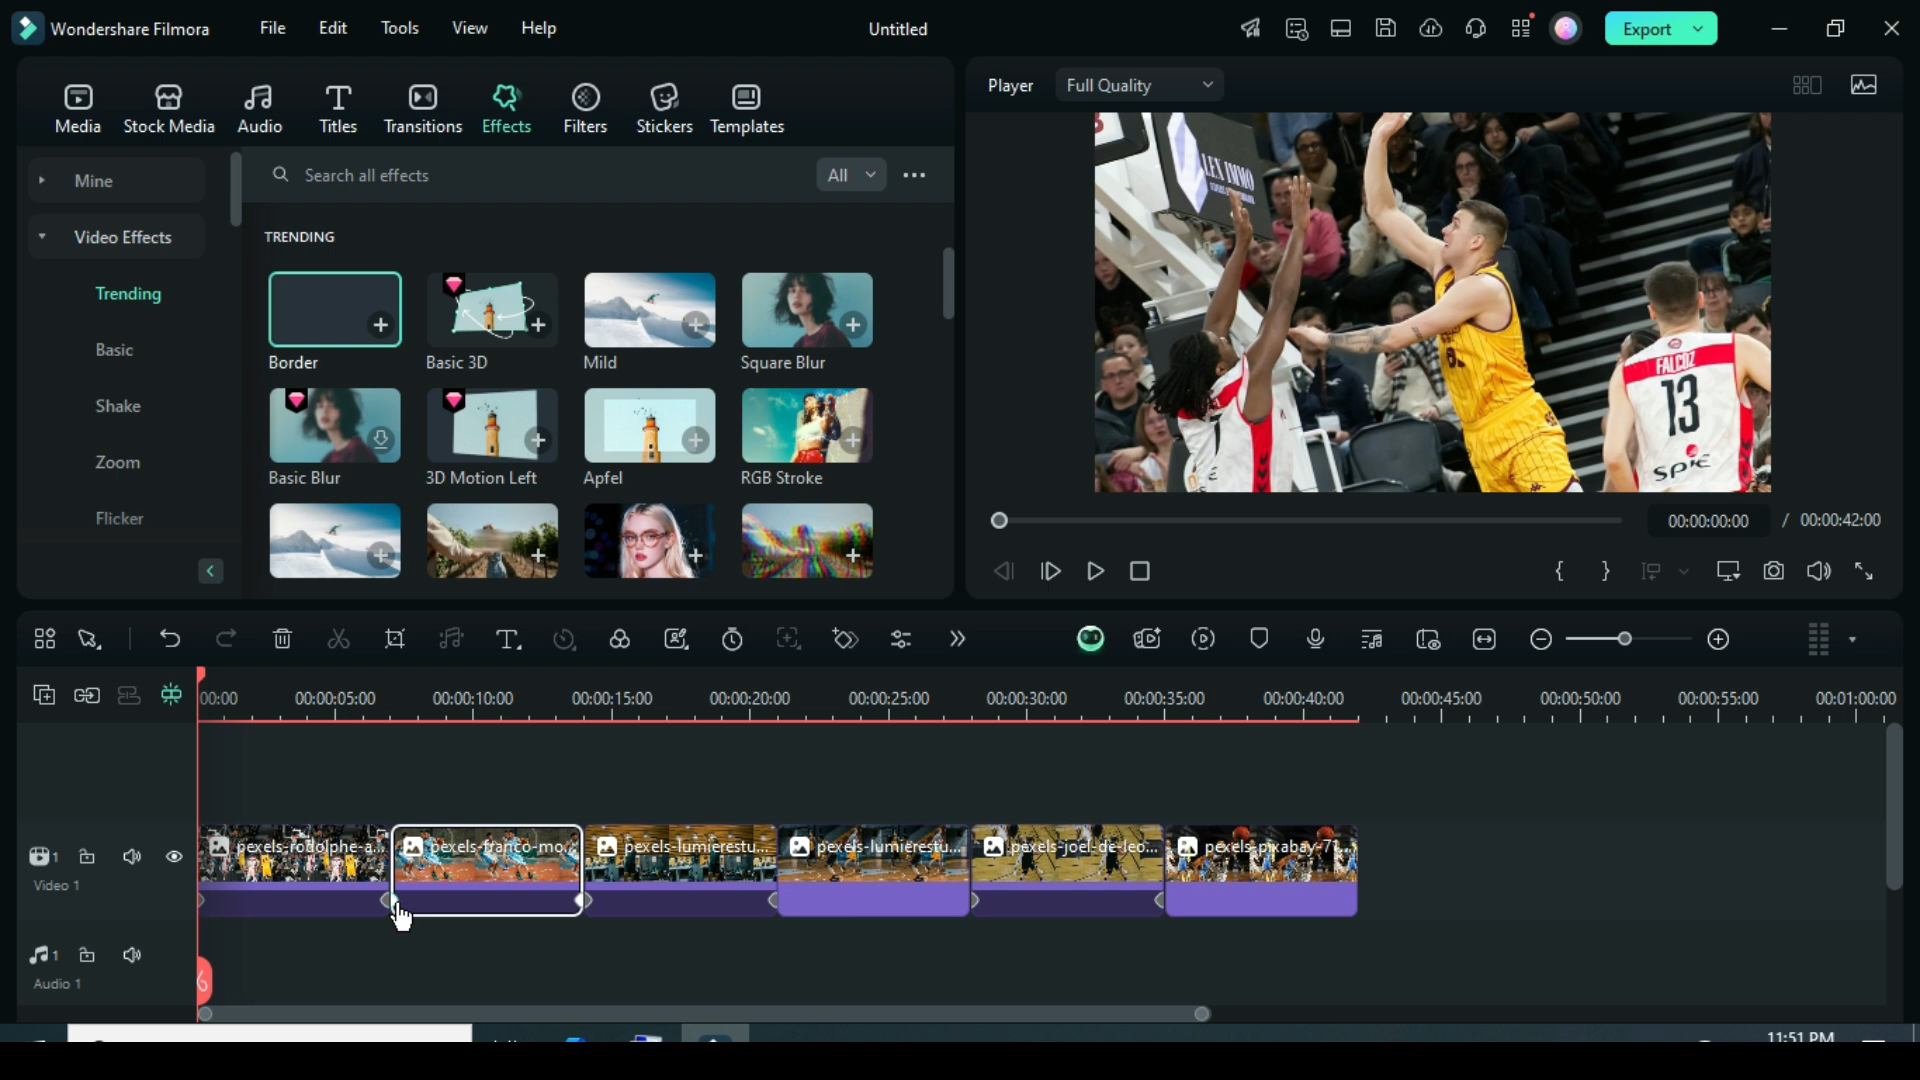 Wondershare Filmora
File
Edit
Tools
View
Help
Untitled
Export
Media
Stock Media
Audio
Titles
Transitions
Effects
Filters
Stickers
Templates
Player
Full Quality
Mine
Search all effects
All
Video Effects
TRENDING
Trending
Border
Basic 3D
Mild
Square Blur
Basic
Shake
Basic Blur
3D Motion Left
Apfel
RGB Stroke
Zoom
Flicker
LEX IMMO
FALCOZ
13
SPIE
00:00:00:00 / 00:00:42:00
00:00
00:00:05:00
00:00:10:00
00:00:15:00
00:00:20:00
00:00:25:00
00:00:30:00
00:00:35:00
00:00:40:00
00:00:45:00
00:00:50:00
00:00:55:00
00:01:00:00
1
pexels-rodolphe-a...
pexels-franco-mo...
pexels-lumierestu...
pexels-lumierestu...
pexels-joel-de-leo...
pexels-pixabay-71...
Video 1
1
Audio 1
11:51 PM